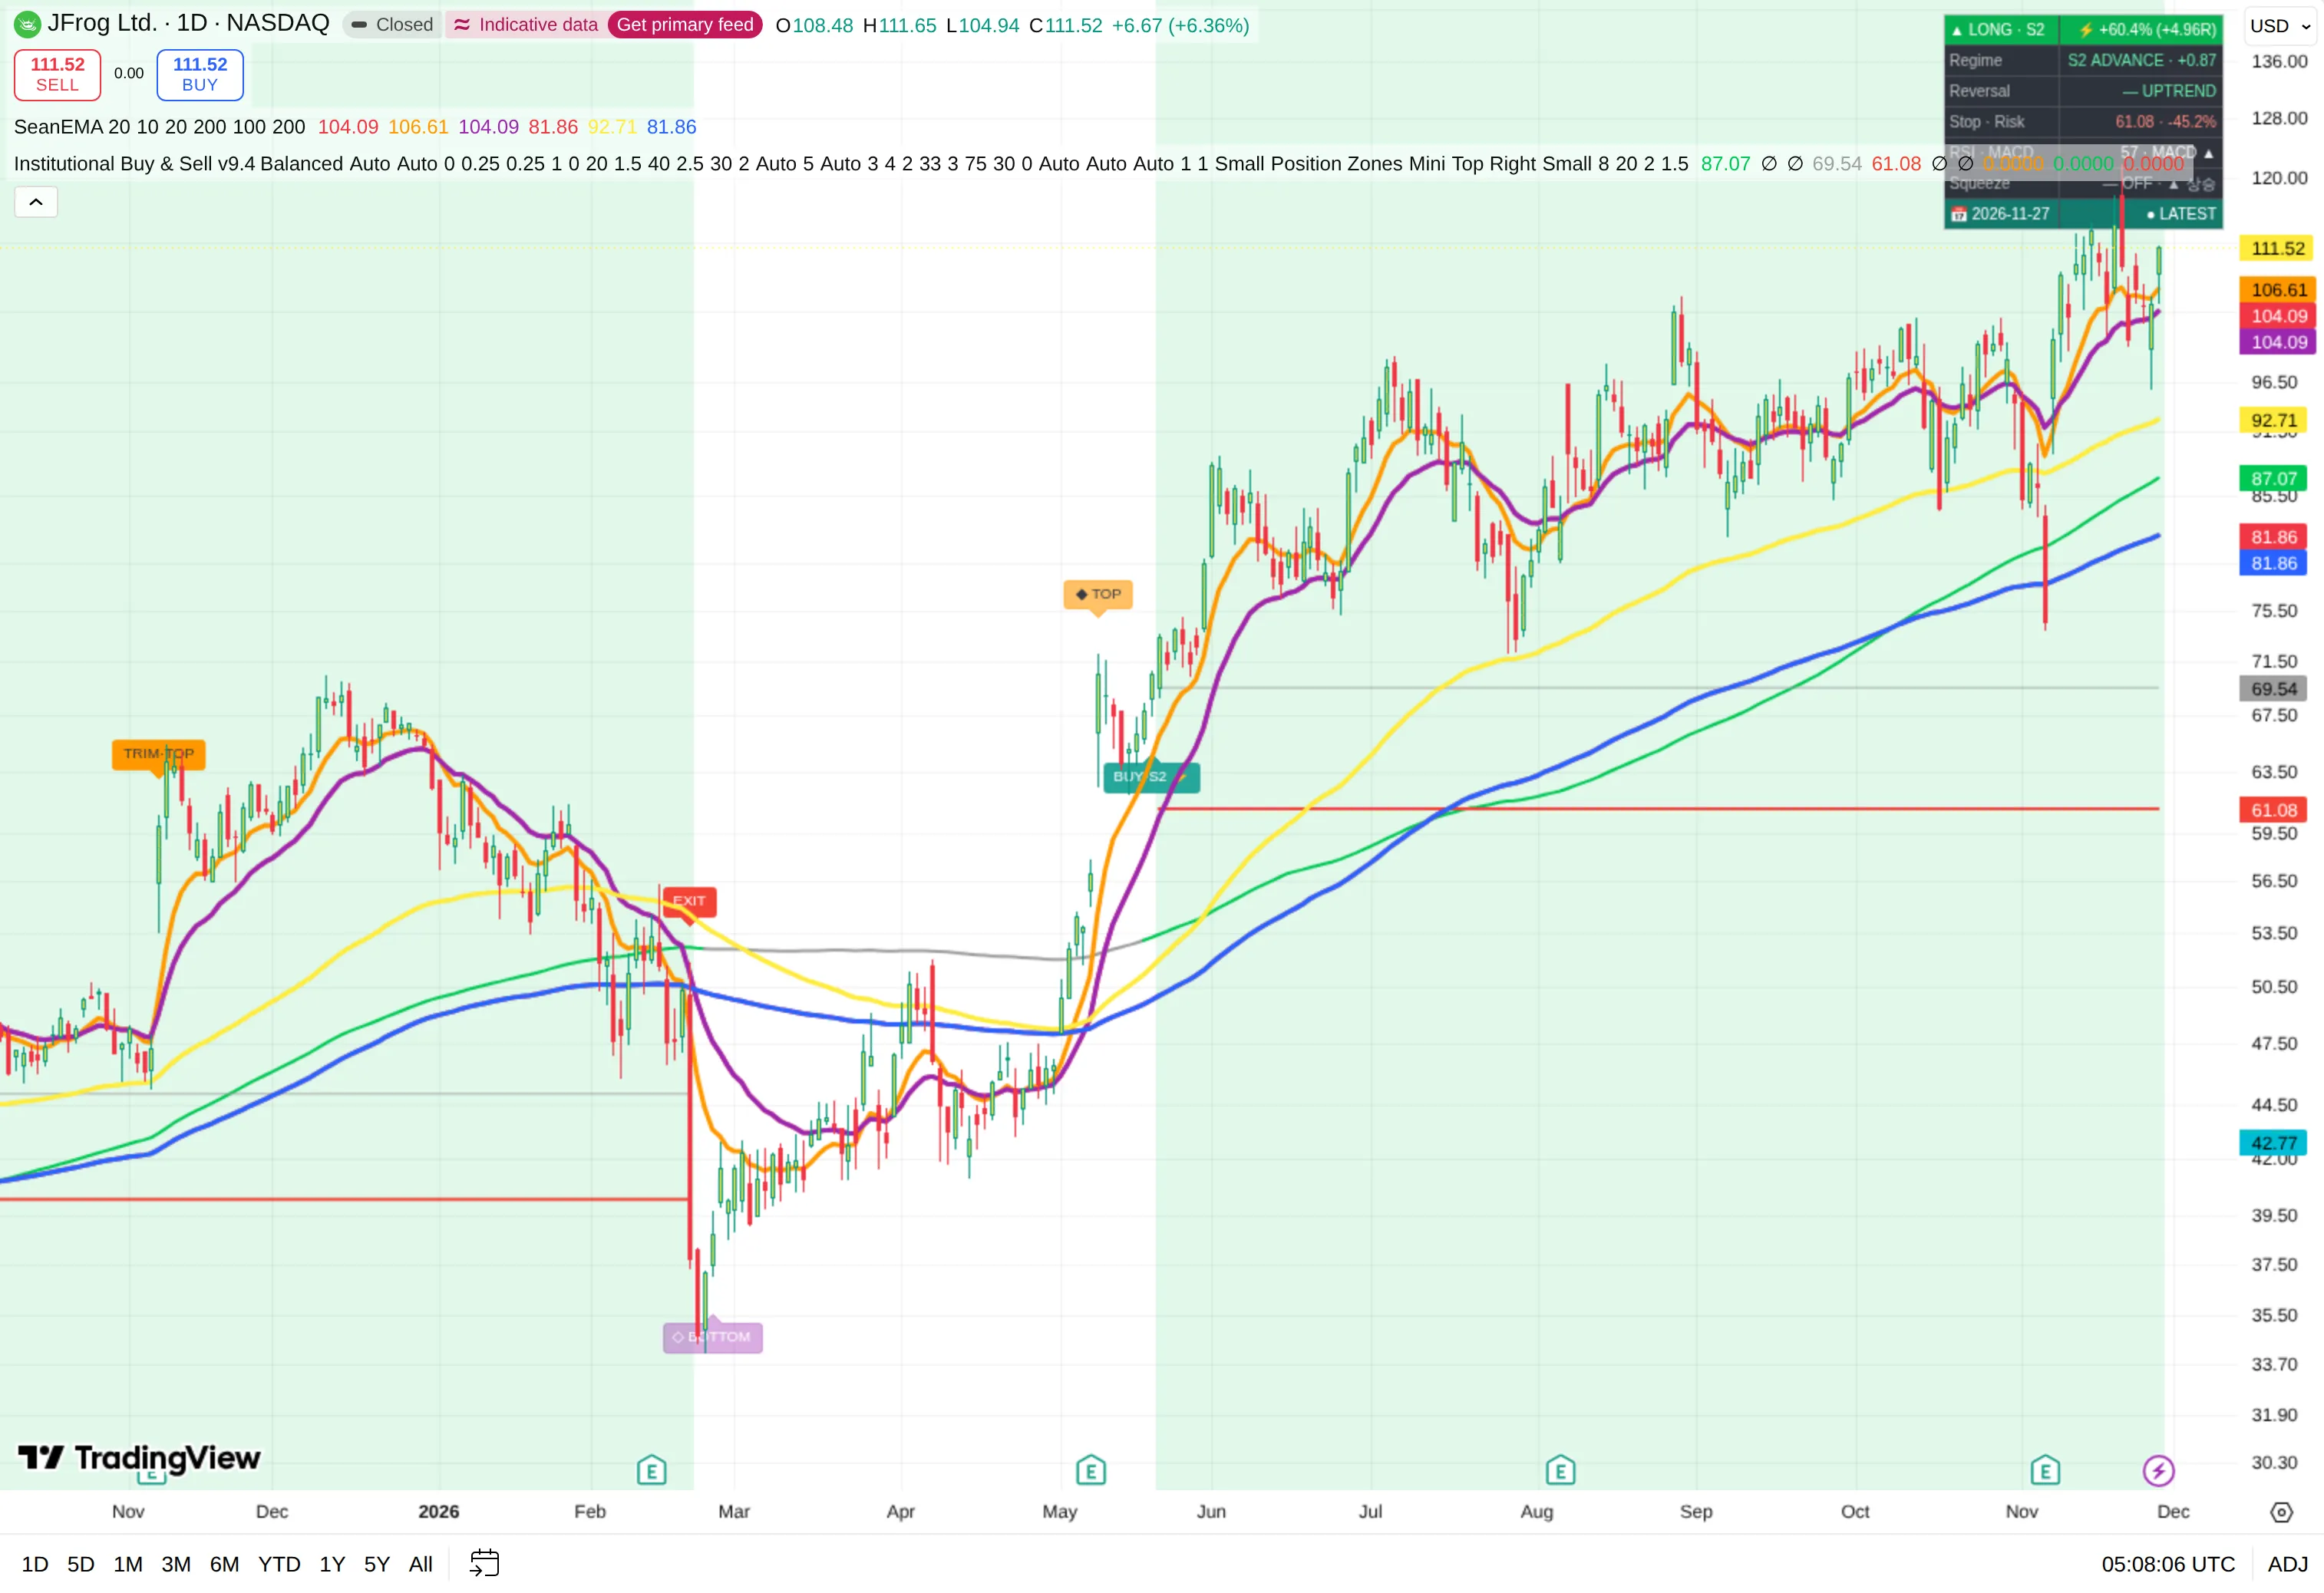 JFrog Ltd. · 1D · NASDAQ Closed Indicative data Get primary feed O108.48 H111.65 L104.94 C111.52 +6.67 (+6.36%)
USD
111.52
SELL
0.00
111.52
BUY
SeanEMA 20 10 20 200 100 200 104.09 106.61 104.09 81.86 92.71 81.86
Institutional Buy & Sell v9.4 Balanced Auto Auto 0 0.25 0.25 1 0 20 1.5 40 2.5 30 2 Auto 5 Auto 3 4 2 33 3 75 30 0 Auto Auto Auto 1 1 Small Position Zones Mini Top Right Small 8 20 2 1.5 87.07 ∅ ∅ 69.54 61.08 ∅ ∅ 0.0000 0.0000 0.0000
▲ LONG · S2 ⚡ +60.4% (+4.96R)
Regime S2 ADVANCE · +0.87
Reversal — UPTREND
Stop · Risk 61.08 · -45.2%
RSI · MACD 57 · MACD ▲
Squeeze — OFF · ▲ 상승
📅 2026-11-27 ● LATEST
136.00
128.00
120.00
111.52
106.61
104.09
104.09
96.50
92.71
91.50
87.07
85.50
81.86
81.86
75.50
71.50
69.54
67.50
63.50
61.08
59.50
56.50
53.50
50.50
47.50
44.50
42.77
42.00
39.50
37.50
35.50
33.70
31.90
30.30
TRIM-TOP
◆ TOP
BUY S2
EXIT
◇ BOTTOM
TradingView
E E E E E
Nov Dec 2026 Feb Mar Apr May Jun Jul Aug Sep Oct Nov Dec
1D 5D 1M 3M 6M YTD 1Y 5Y All
05:08:06 UTC ADJ